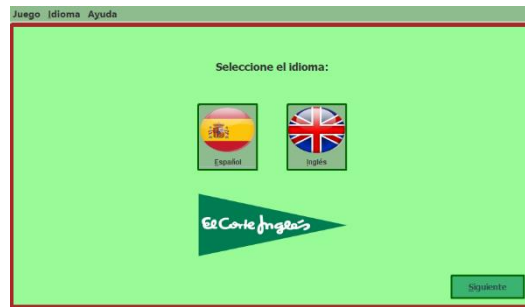 Juego Idioma Ayuda
Seleccione el idioma:
Español Inglés
El Corte Inglés
Siguiente